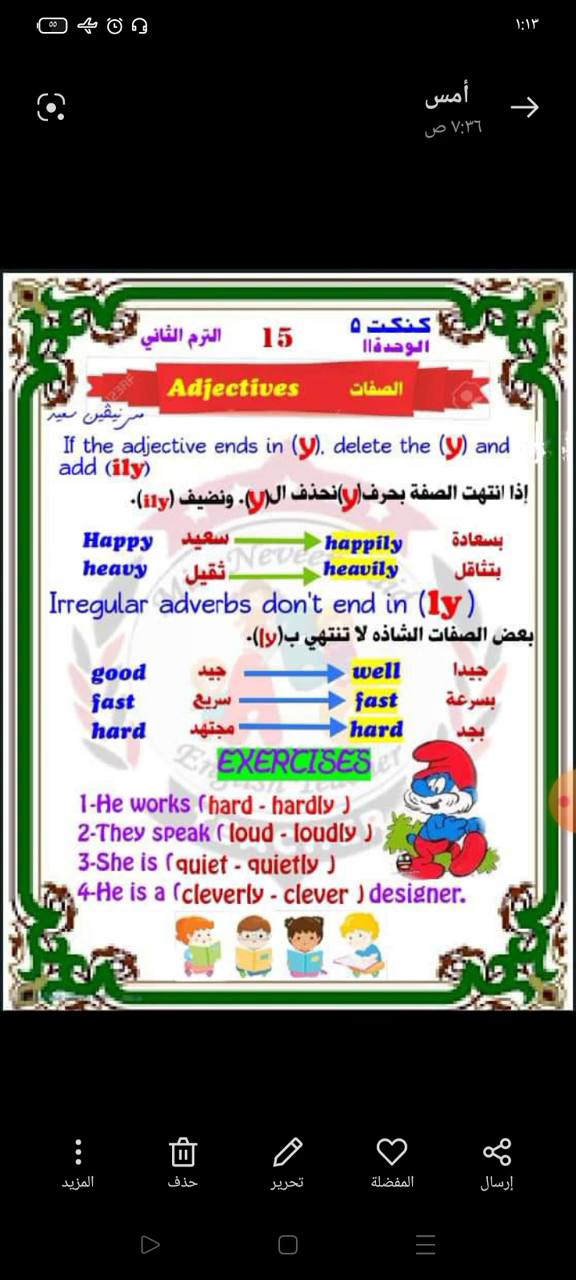 ١:١٣
أمس
٧:٣٦ ص
كنكت ٥
الوحدة١١
15
الترم الثاني
Adjectives الصفات
If the adjective ends in (y), delete the (y) and
add (ily)
إذا انتهت الصفة بحرف(y)نحذف ال(y). ونضيف (ily).
Happy سعيد happily بسعادة
heavy ثقيل heavily بتثاقل
Irregular adverbs don't end in (ly)
بعض الصفات الشاذه لا تنتهي ب(ly).
good جيد well جيدا
fast سريع fast بسرعة
hard مجتهد hard بجد
EXERCISES
1-He works (hard - hardly )
2-They speak ( loud - loudly )
3-She is (quiet - quietly )
4-He is a (cleverly - clever ) designer.
English Teacher
إرسال
المفضلة
تحرير
حذف
المزيد